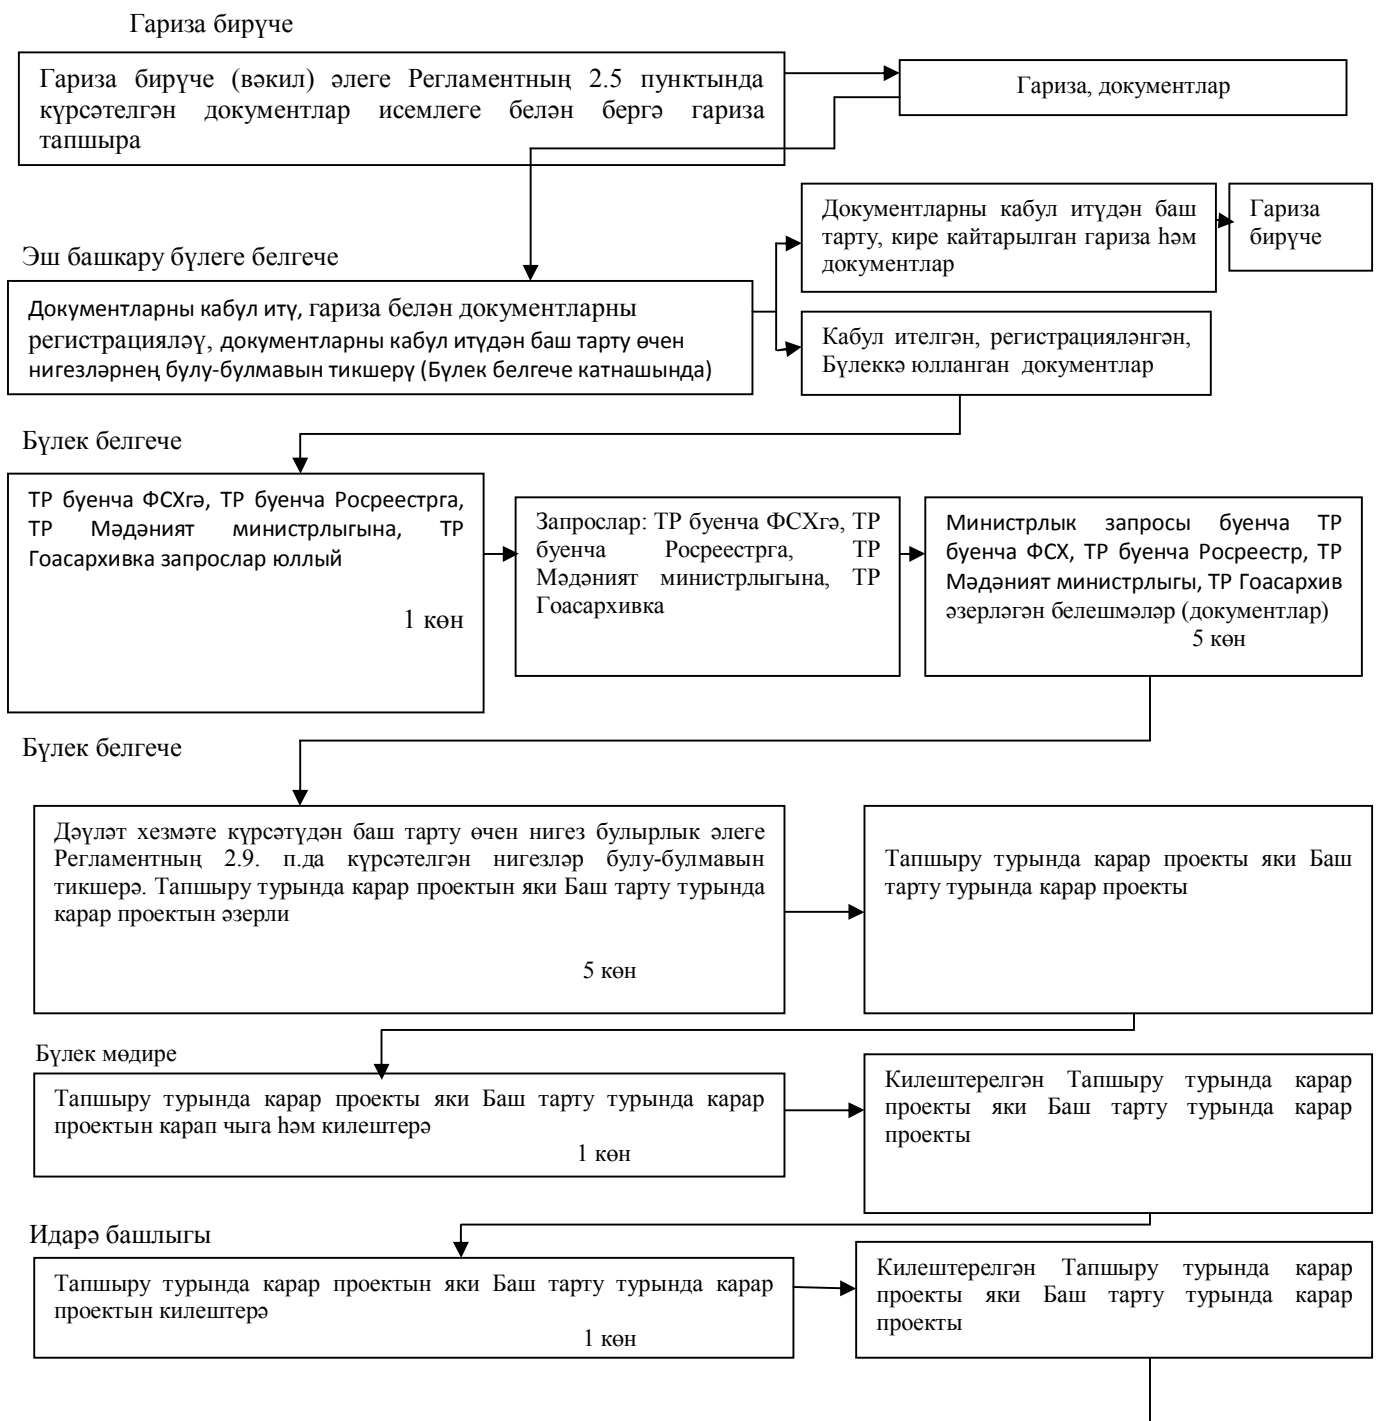 Гариза бирүче
Гариза бирүче (вәкил) әлеге Регламентның 2.5 пунктында
күрсәтелгән документлар исемлеге белән бергә гариза
тапшыра
Гариза, документлар
Документларны кабул итүдән баш
тарту, кире кайтарылган гариза һәм
документлар
Гариза
бирүче
Эш башкару бүлеге белгече
Документларны кабул итү, гариза белән документларны
регистрацияләү, документларны кабул итүдән баш тарту өчен
нигезләрнең булу-булмавын тикшерү (Бүлек белгече катнашында)
Кабул ителгән, регистрацияләнгән,
Бүлеккә юлланган документлар
Бүлек белгече
ТР буенча ФСХгә, ТР буенча Росреестрга,
ТР Мәдәният министрлыгына, ТР
Гоасархивка запрослар юллый
1 көн
Запрослар: ТР буенча ФСХгә, ТР
буенча Росреестрга, ТР
Мәдәният министрлыгына, ТР
Гоасархивка
Министрлык запросы буенча ТР
буенча ФСХ, ТР буенча Росреестр, ТР
Мәдәният министрлыгы, ТР Гоасархив
әзерләгән белешмәләр (документлар)
5 көн
Бүлек белгече
Дәүләт хезмәте күрсәтүдән баш тарту өчен нигез булырлык әлеге
Регламентның 2.9. п.да күрсәтелгән нигезләр булу-булмавын
тикшерә. Тапшыру турында карар проектын яки Баш тарту турында
карар проектын әзерли
5 көн
Тапшыру турында карар проекты яки Баш
тарту турында карар проекты
Бүлек мөдире
Тапшыру турында карар проекты яки Баш тарту турында карар
проектын карап чыга һәм килештерә
1 көн
Килештерелгән Тапшыру турында карар
проекты яки Баш тарту турында карар
проекты
Идарә башлыгы
Тапшыру турында карар проектын яки Баш тарту турында карар
проектын килештерә
1 көн
Килештерелгән Тапшыру турында карар
проекты яки Баш тарту турында карар
проекты